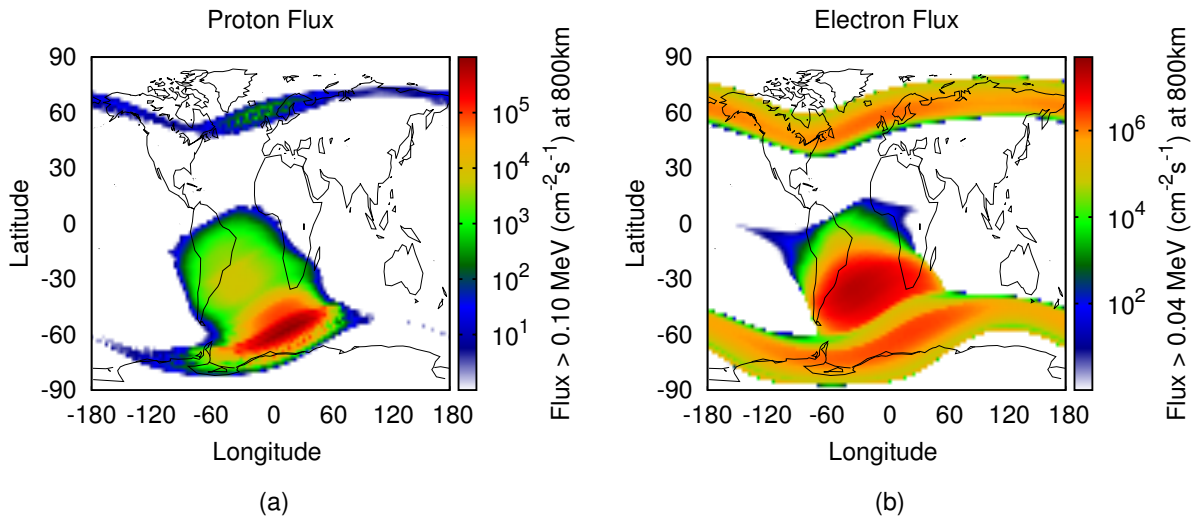 Proton Flux
90
60
30
0
-30
-60
-90
Latitude
-180 -120 -60 0 60 120 180
Longitude
10^5
10^4
10^3
10^2
10^1
Flux > 0.10 MeV (cm^-2 s^-1) at 800km
(a)
Electron Flux
90
60
30
0
-30
-60
-90
Latitude
-180 -120 -60 0 60 120 180
Longitude
10^6
10^4
10^2
Flux > 0.04 MeV (cm^-2 s^-1) at 800km
(b)